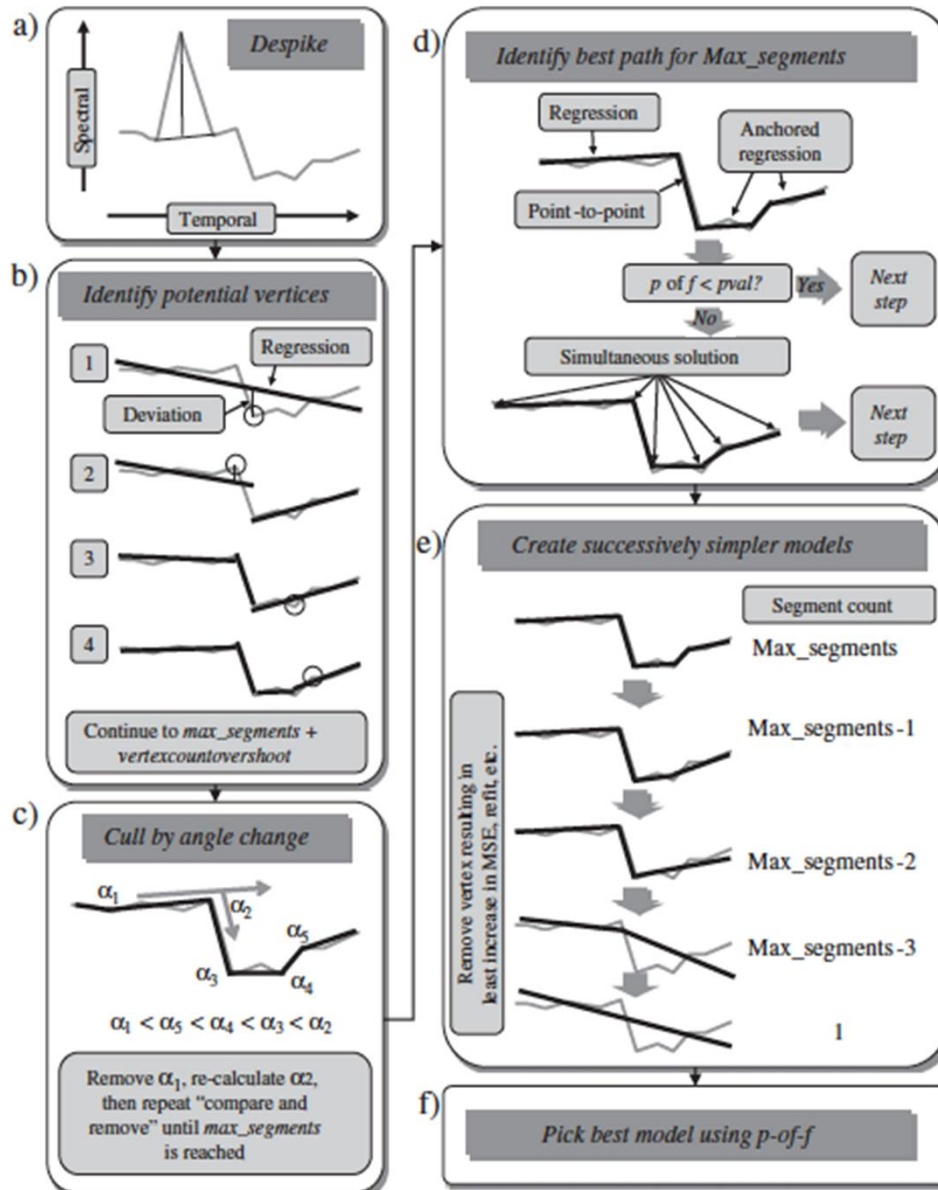 a)
Despike
Spectral
Temporal
b)
Identify potential vertices
1
Regression
Deviation
2
3
4
Continue to max_segments +
vertexcountovershoot
c)
Cull by angle change
α1
α2
α3
α4
α5
α1 < α5 < α4 < α3 < α2
Remove α1, re-calculate α2,
then repeat “compare and
remove” until max_segments
is reached
d)
Identify best path for Max_segments
Regression
Anchored
regression
Point-to-point
p of f < pval?
Yes
Next
step
No
Simultaneous solution
Next
step
e)
Create successively simpler models
Segment count
Max_segments
Max_segments-1
Max_segments-2
Max_segments-3
1
Remove vertex resulting in
least increase in MSE, refit, etc.
f)
Pick best model using p-of-f